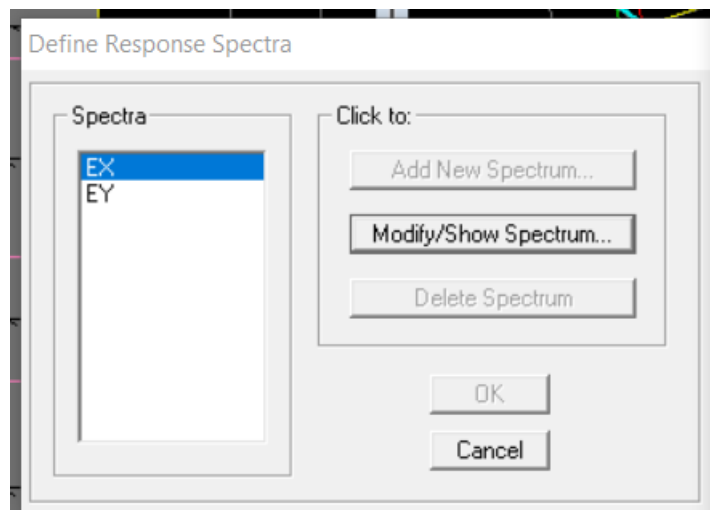 Define Response Spectra
Spectra
Click to:
EX
EY
Add New Spectrum...
Modify/Show Spectrum...
Delete Spectrum
OK
Cancel